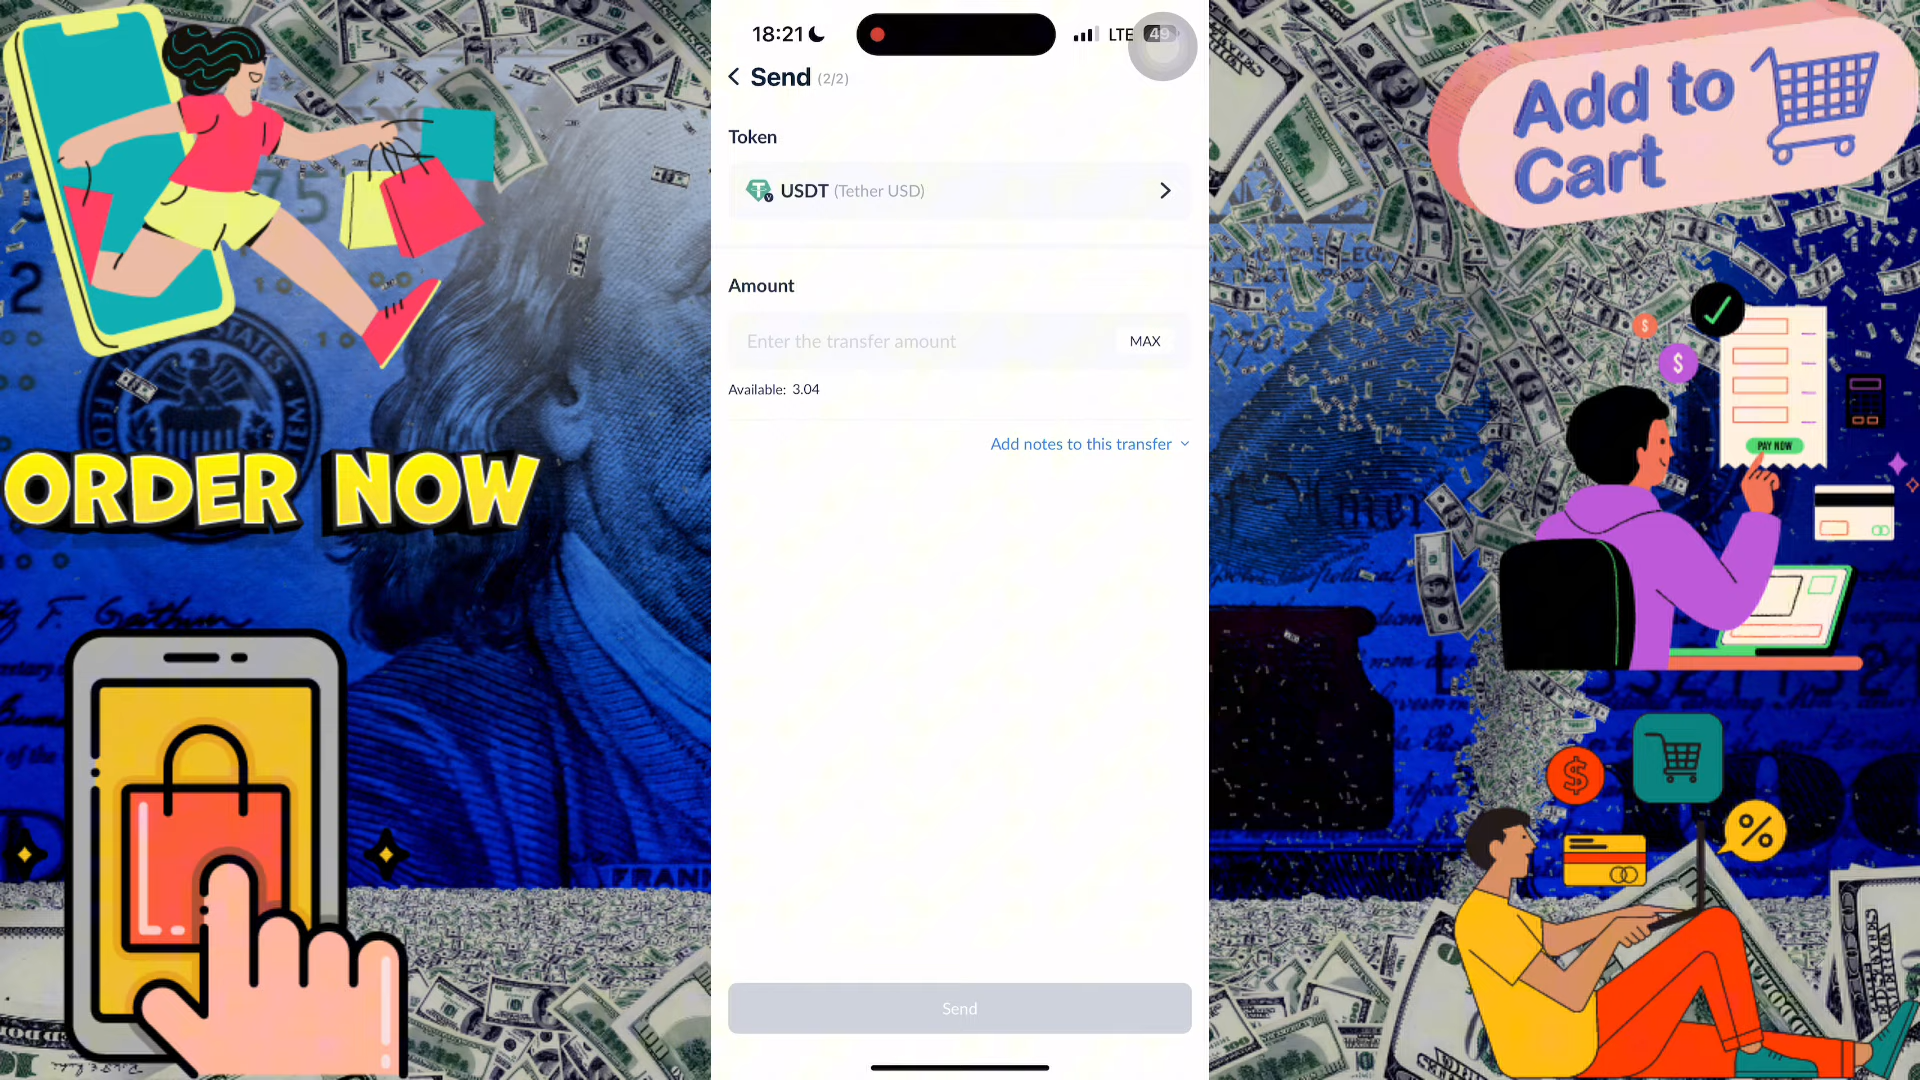 18:21
LTE
49
Send (2/2)
Token
USDT (Tether USD)
Amount
Enter the transfer amount
MAX
Available: 3.04
Add notes to this transfer
Send
ORDER NOW
Add to
Cart
PAY NOW